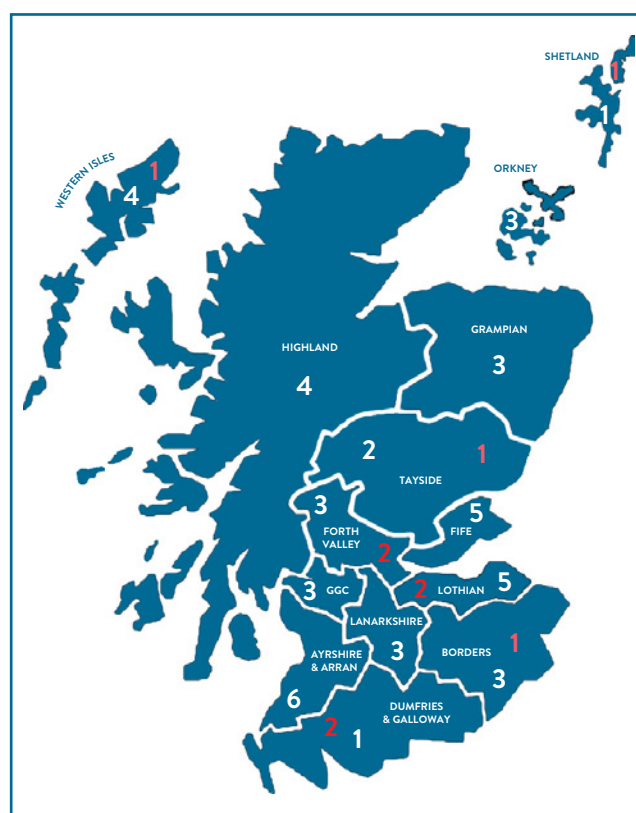 SHETLAND
1
1
WESTERN ISLES
1
4
ORKNEY
3
GRAMPIAN
3
HIGHLAND
4
2
1
TAYSIDE
3
5
FORTH
VALLEY
FIFE
2
3
GGC
2
LOTHIAN
5
LANARKSHIRE
3
1
BORDERS
3
AYRSHIRE
& ARRAN
6
DUMFRIES
& GALLOWAY
2
1